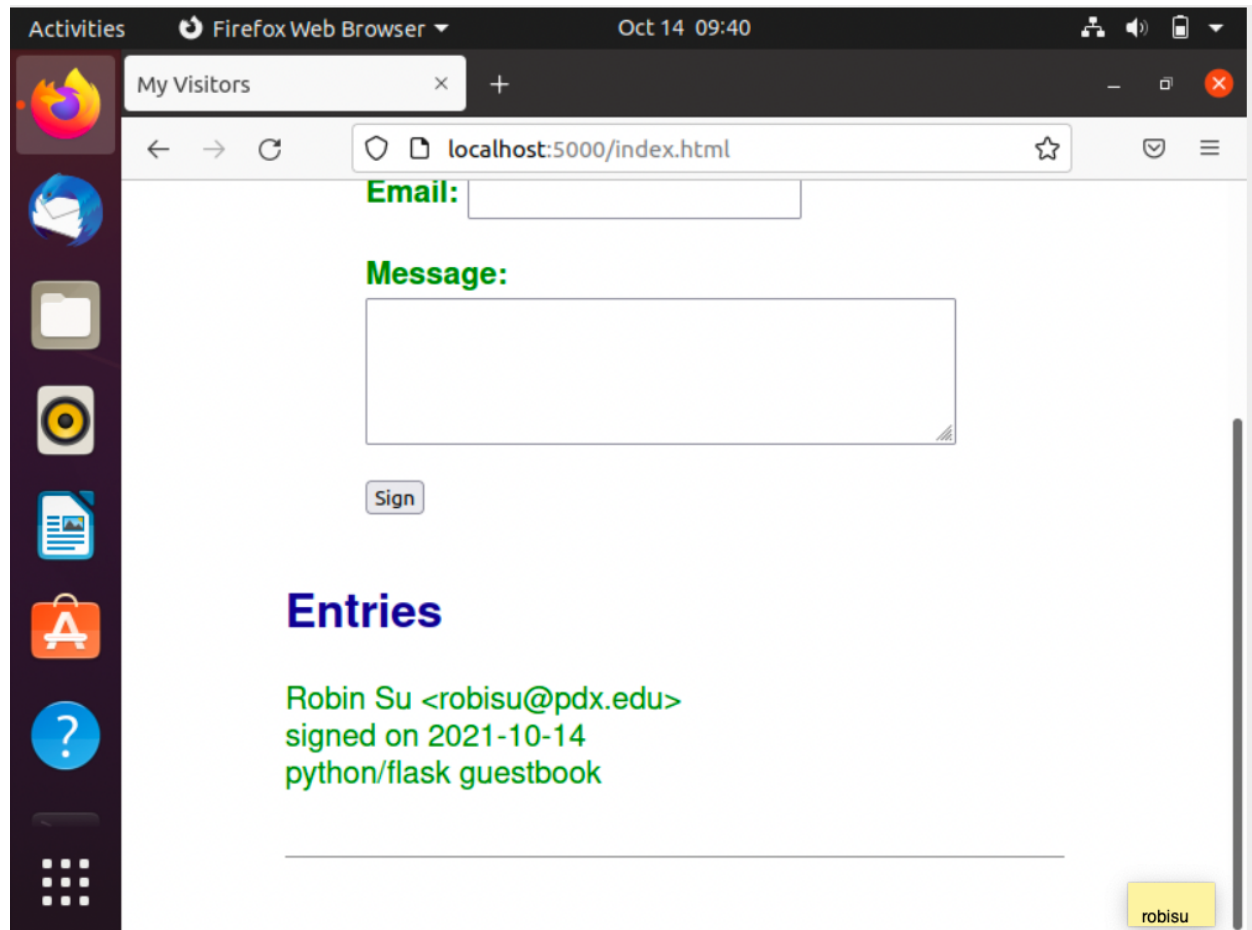 Activities Firefox Web Browser Oct 14 09:40
My Visitors
localhost:5000/index.html
Email:
Message:
Sign
Entries
Robin Su <robisu@pdx.edu>
signed on 2021-10-14
python/flask guestbook
robisu